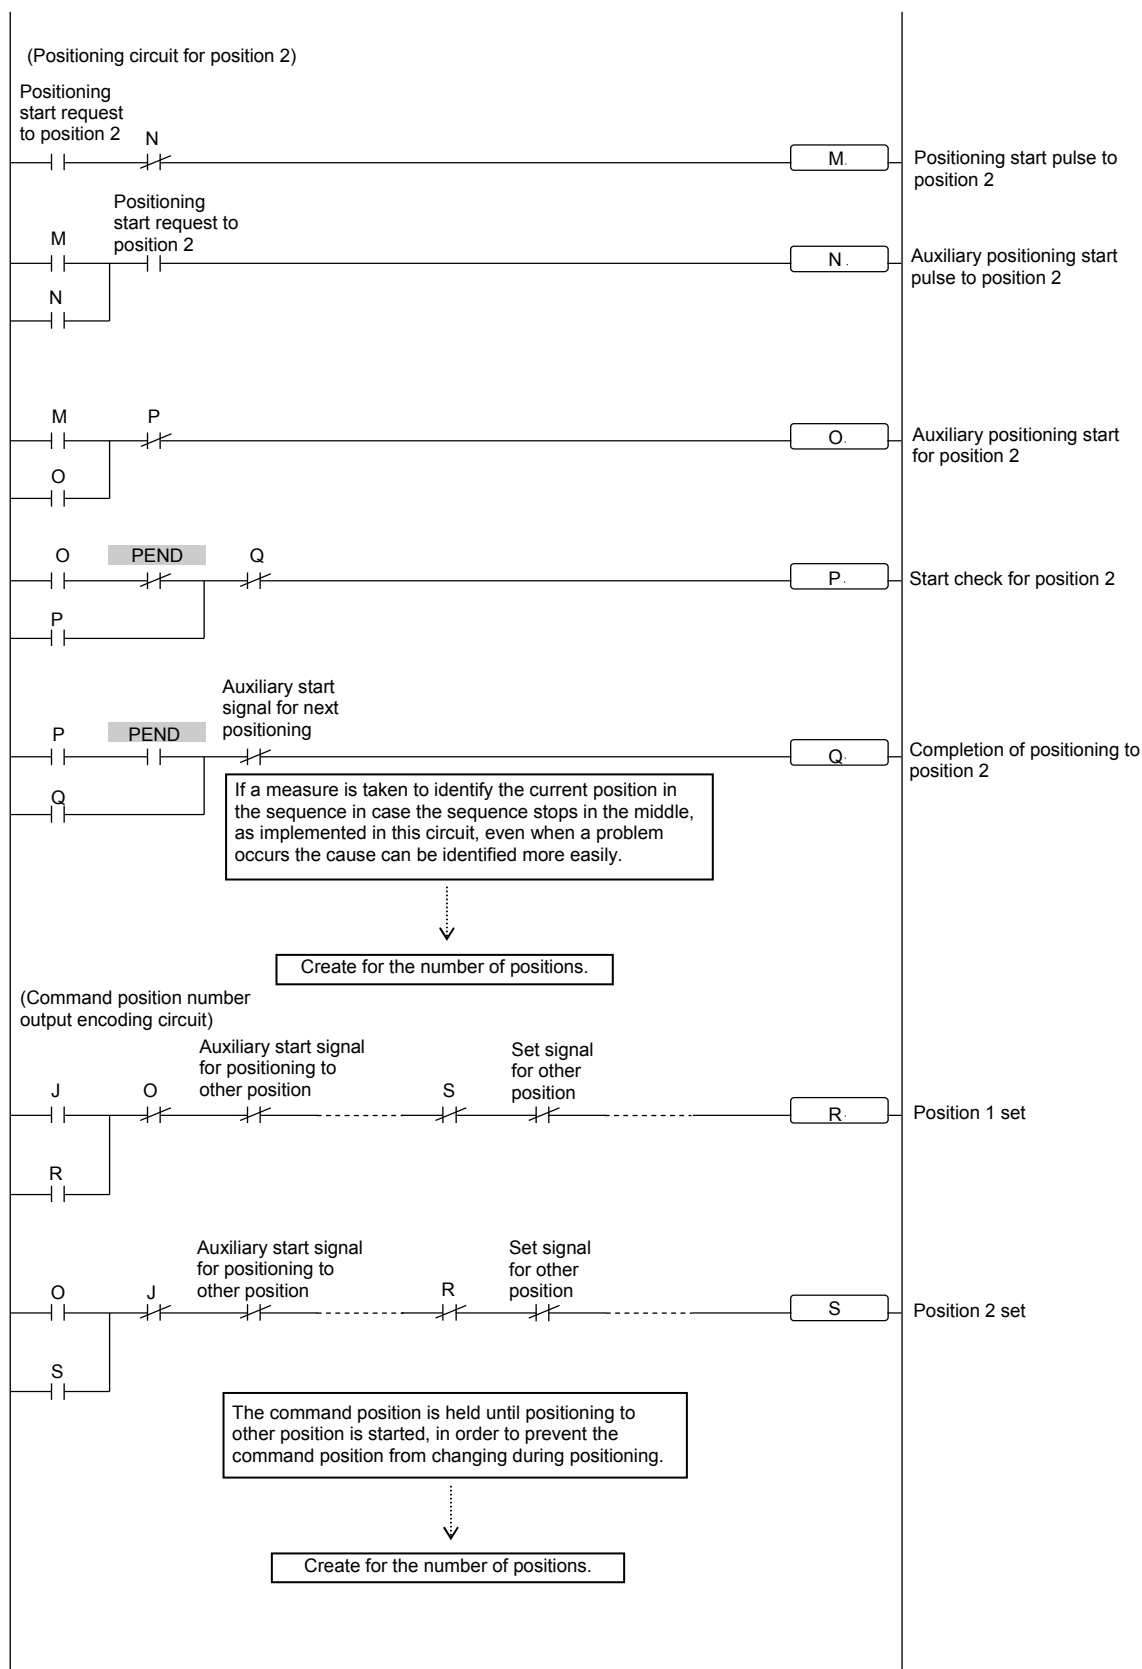 (Positioning circuit for position 2)
Positioning
start request
to position 2
N
M.
Positioning start pulse to
position 2
Positioning
start request to
position 2
M
N .
Auxiliary positioning start
pulse to position 2
N
M
P
O.
Auxiliary positioning start
for position 2
O
O
PEND
Q
P.
Start check for position 2
P
Auxiliary start
signal for next
positioning
P
PEND
Q.
Completion of positioning to
position 2
Q
If a measure is taken to identify the current position in
the sequence in case the sequence stops in the middle,
as implemented in this circuit, even when a problem
occurs the cause can be identified more easily.
Create for the number of positions.
(Command position number
output encoding circuit)
Auxiliary start signal
for positioning to
other position
Set signal
for other
position
J
O
S
R.
Position 1 set
R
Auxiliary start signal
for positioning to
other position
Set signal
for other
position
O
J
R
S
Position 2 set
S
The command position is held until positioning to
other position is started, in order to prevent the
command position from changing during positioning.
Create for the number of positions.